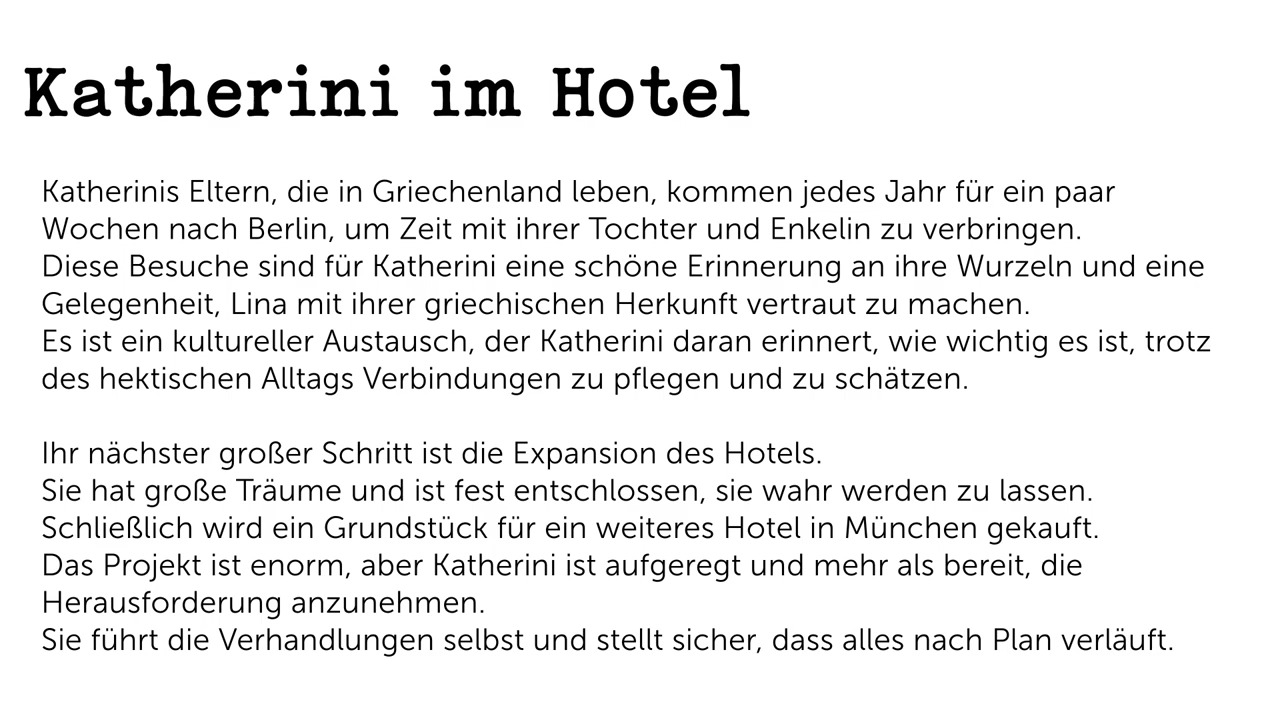 Katherini im Hotel
Katherinis Eltern, die in Griechenland leben, kommen jedes Jahr für ein paar
Wochen nach Berlin, um Zeit mit ihrer Tochter und Enkelin zu verbringen.
Diese Besuche sind für Katherini eine schöne Erinnerung an ihre Wurzeln und eine
Gelegenheit, Lina mit ihrer griechischen Herkunft vertraut zu machen.
Es ist ein kultureller Austausch, der Katherini daran erinnert, wie wichtig es ist, trotz
des hektischen Alltags Verbindungen zu pflegen und zu schätzen.
Ihr nächster großer Schritt ist die Expansion des Hotels.
Sie hat große Träume und ist fest entschlossen, sie wahr werden zu lassen.
Schließlich wird ein Grundstück für ein weiteres Hotel in München gekauft.
Das Projekt ist enorm, aber Katherini ist aufgeregt und mehr als bereit, die
Herausforderung anzunehmen.
Sie führt die Verhandlungen selbst und stellt sicher, dass alles nach Plan verläuft.